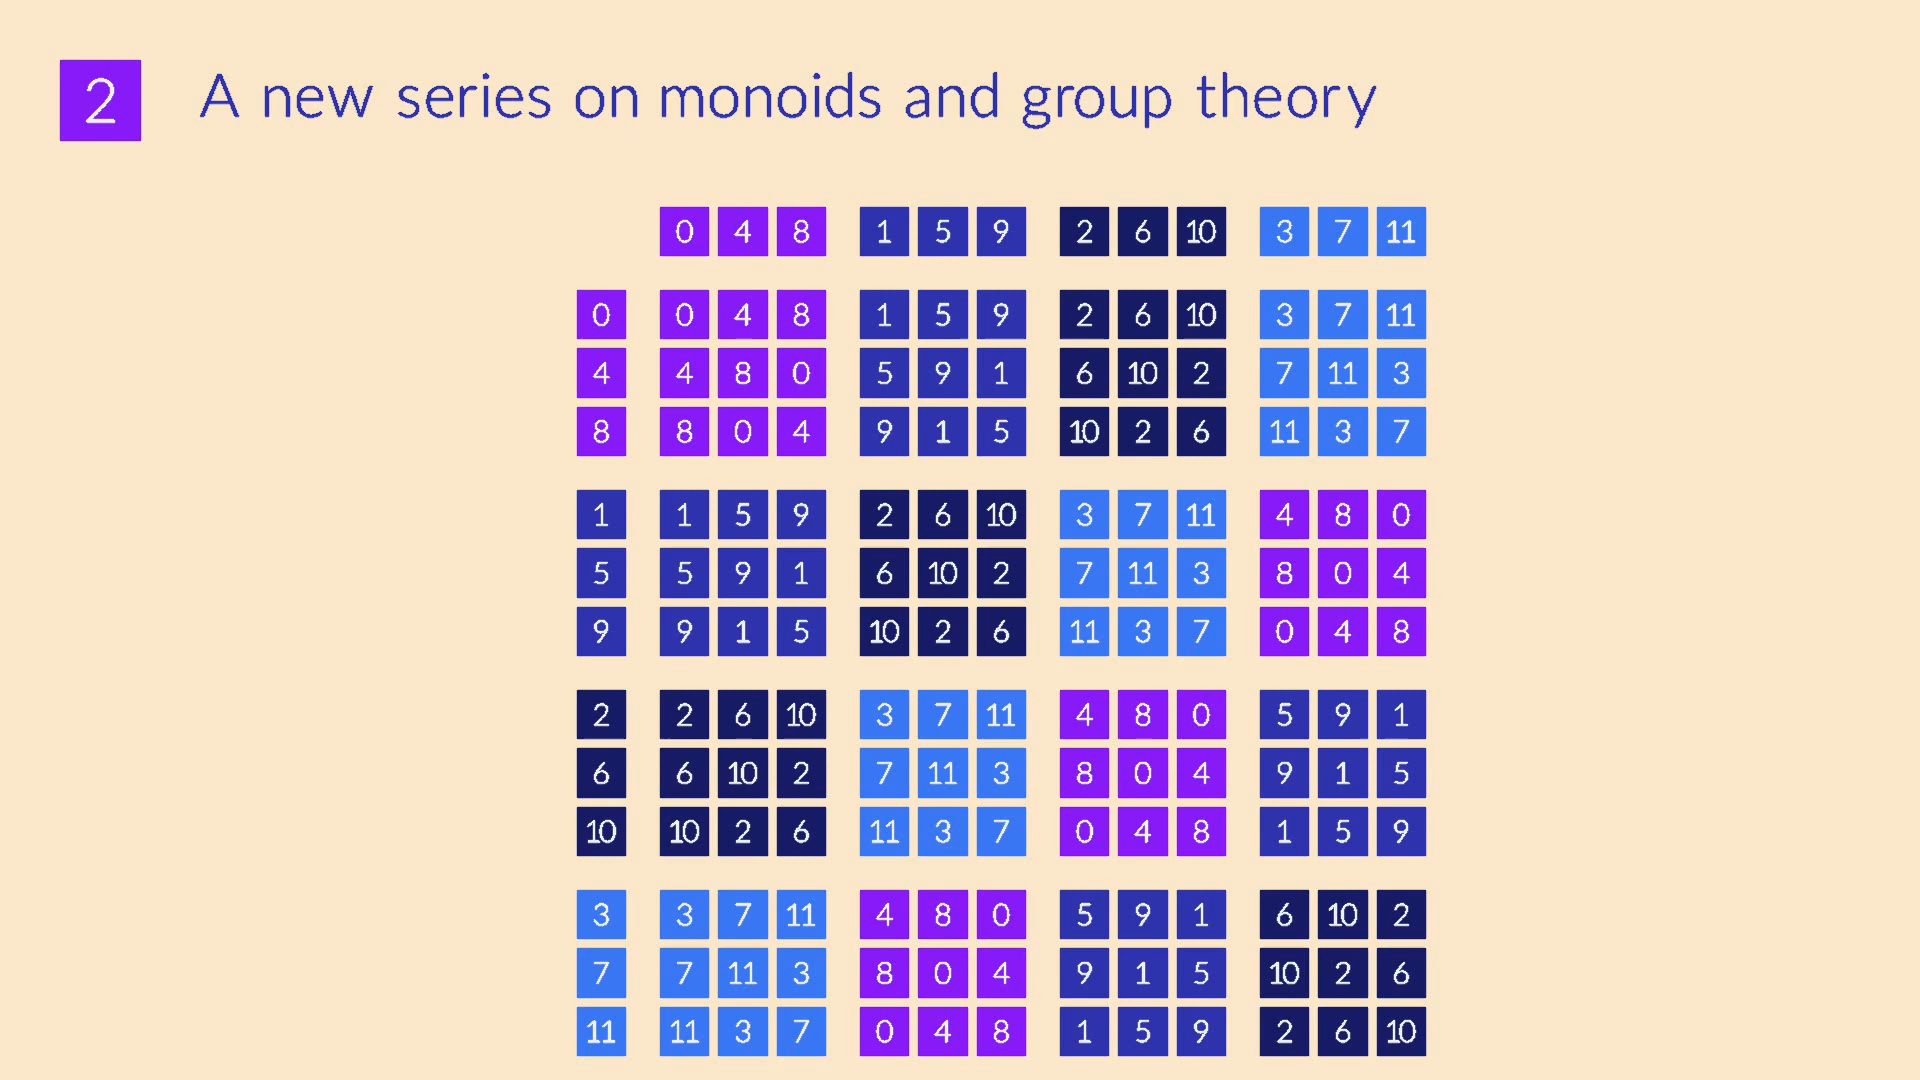 2 A new series on monoids and group theory
0 4 8 1 5 9 2 6 10 3 7 11
0 0 4 8 1 5 9 2 6 10 3 7 11
4 4 8 0 5 9 1 6 10 2 7 11 3
8 8 0 4 9 1 5 10 2 6 11 3 7
1 1 5 9 2 6 10 3 7 11 4 8 0
5 5 9 1 6 10 2 7 11 3 8 0 4
9 9 1 5 10 2 6 11 3 7 0 4 8
2 2 6 10 3 7 11 4 8 0 5 9 1
6 6 10 2 7 11 3 8 0 4 9 1 5
10 10 2 6 11 3 7 0 4 8 1 5 9
3 3 7 11 4 8 0 5 9 1 6 10 2
7 7 11 3 8 0 4 9 1 5 10 2 6
11 11 3 7 0 4 8 1 5 9 2 6 10